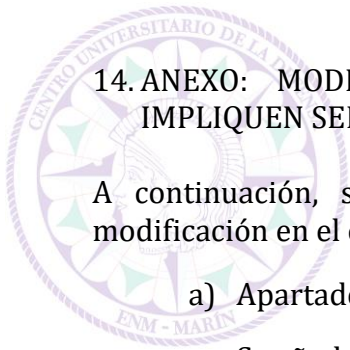 CENTRO UNIVERSITARIO DE LA D
ENM - MARÍN
14. ANEXO: MOD
IMPLIQUEN SE
A continuación, s
modificación en el
a) Apartad